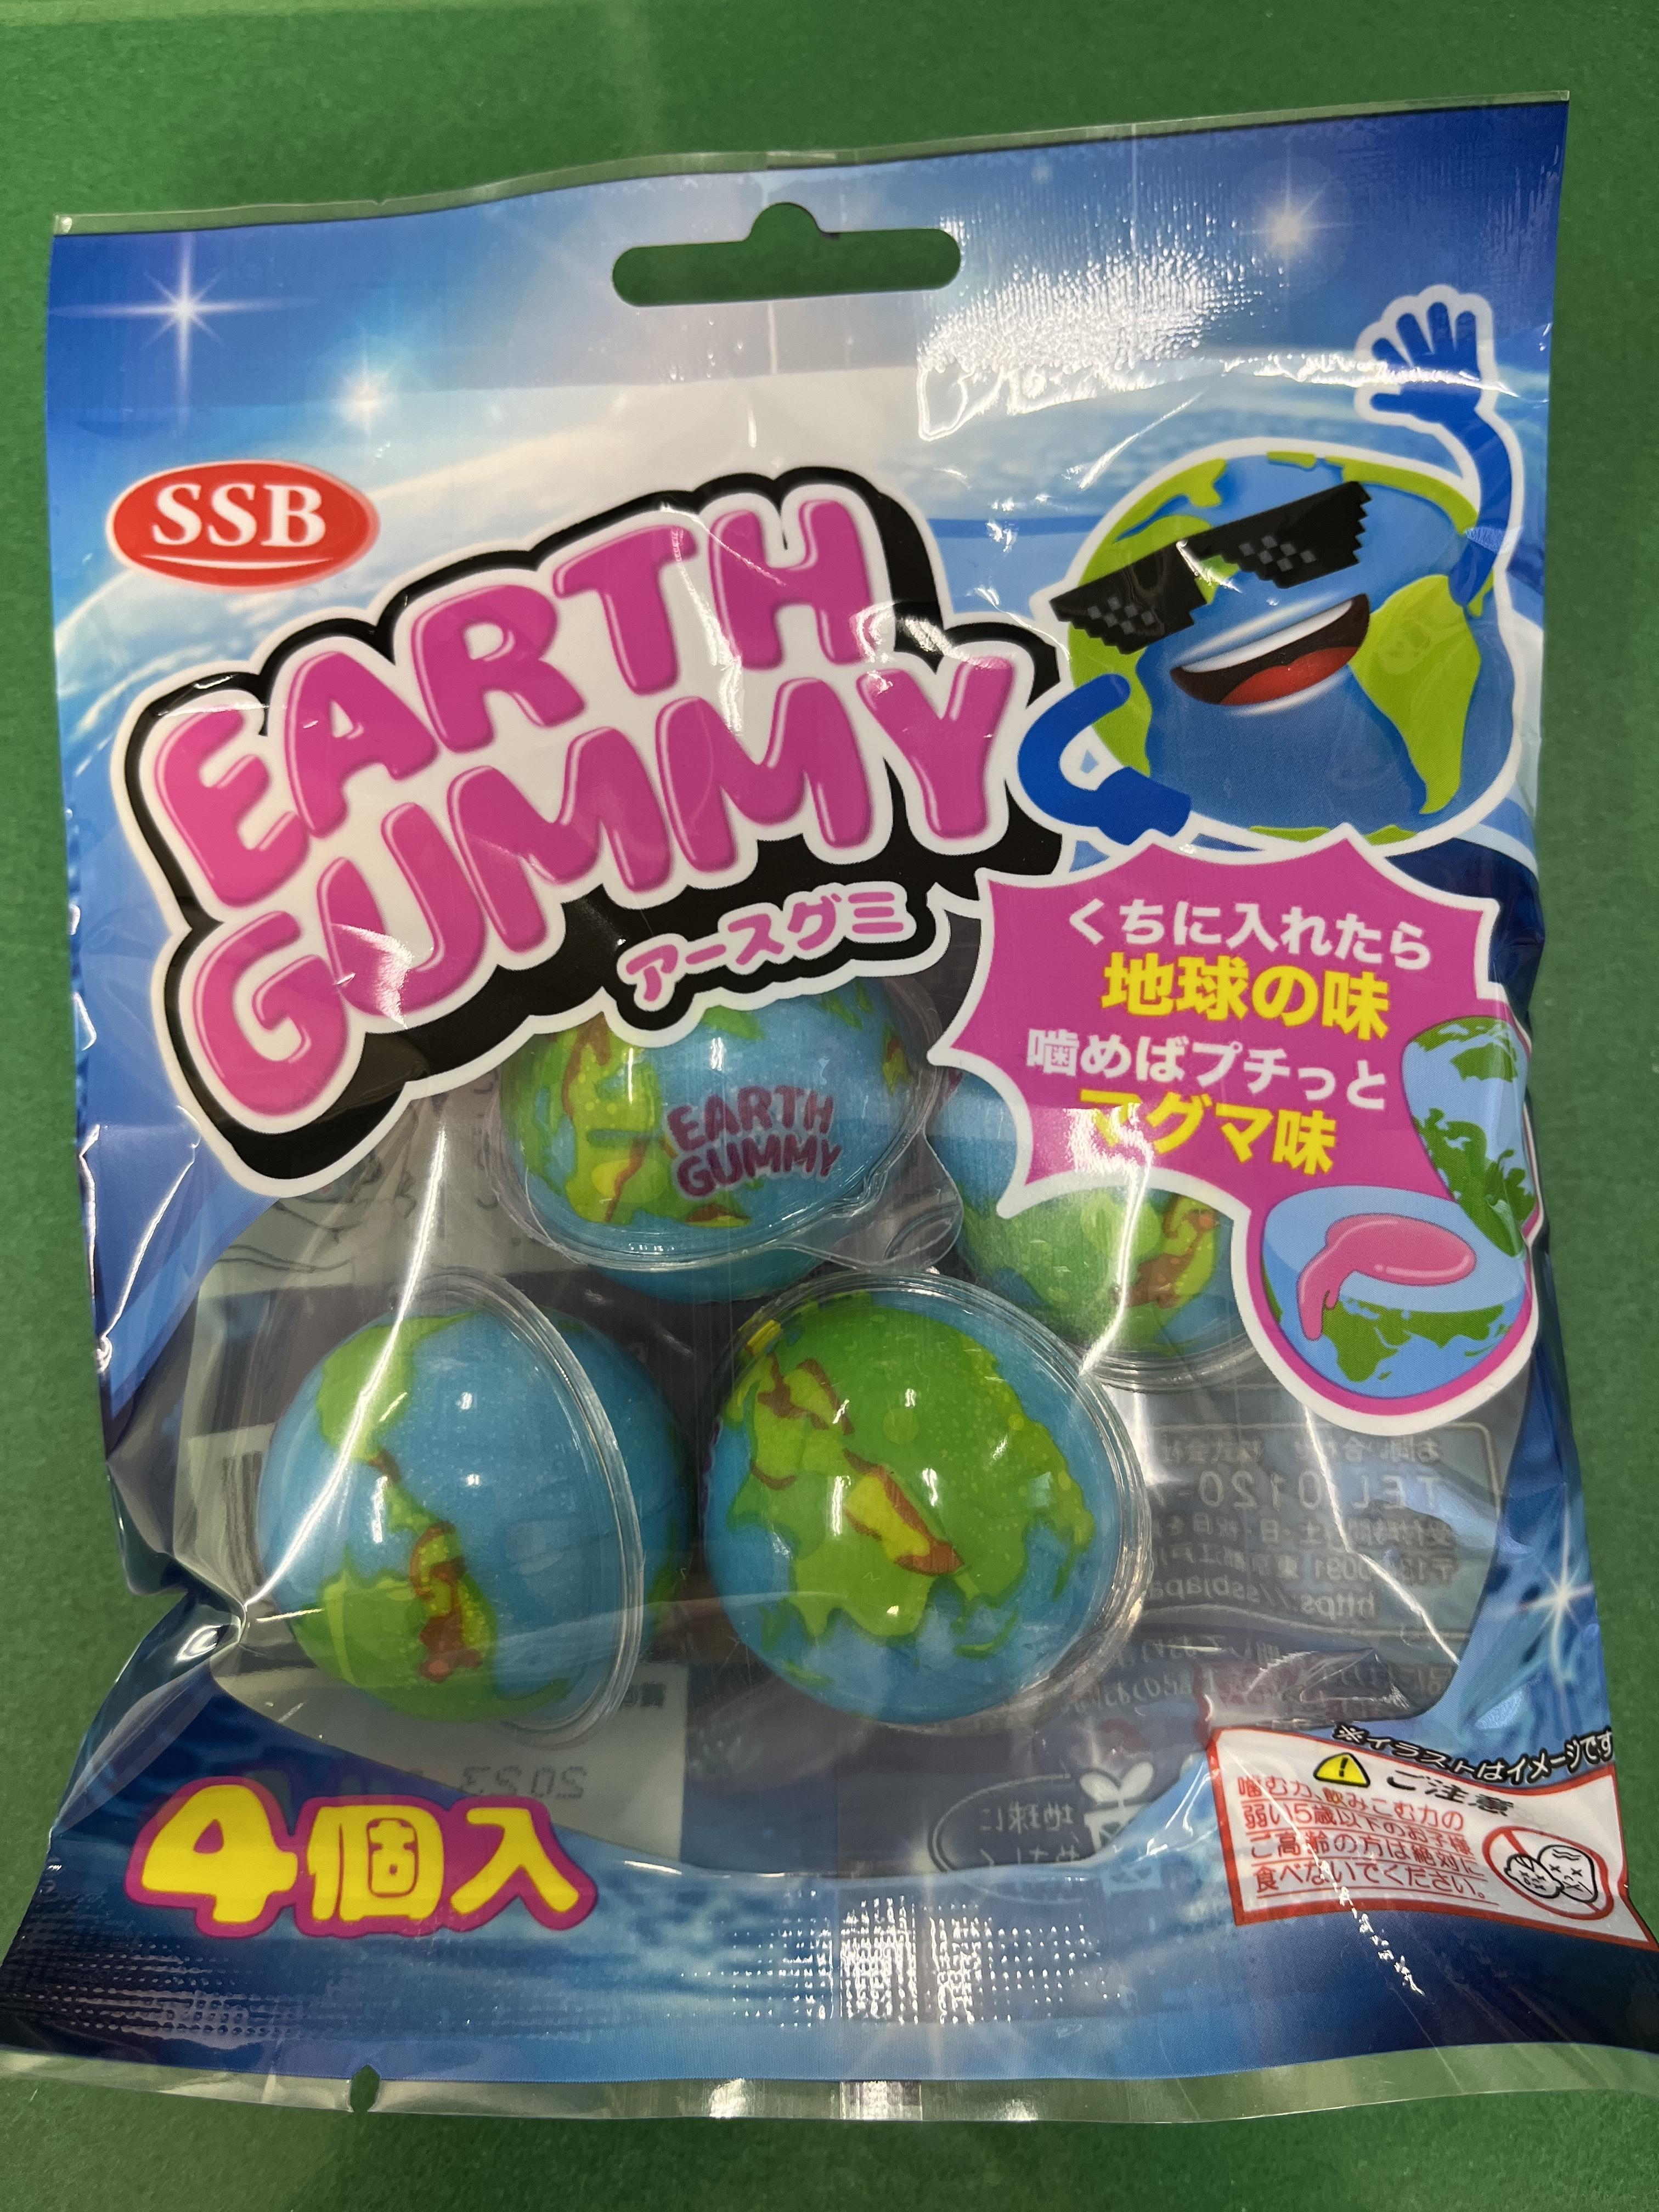 SSB
EARTH
GUMMY
アースグミ
くちに入れたら
地球の味
噛めばプチっと
マグマ味
EARTH
GUMMY
4個入
※イラストはイメージです
ご注意
噛む力、飲みこむ力の
弱い5歳以下のお子様
ご高齢の方は絶対に
食べないでください。